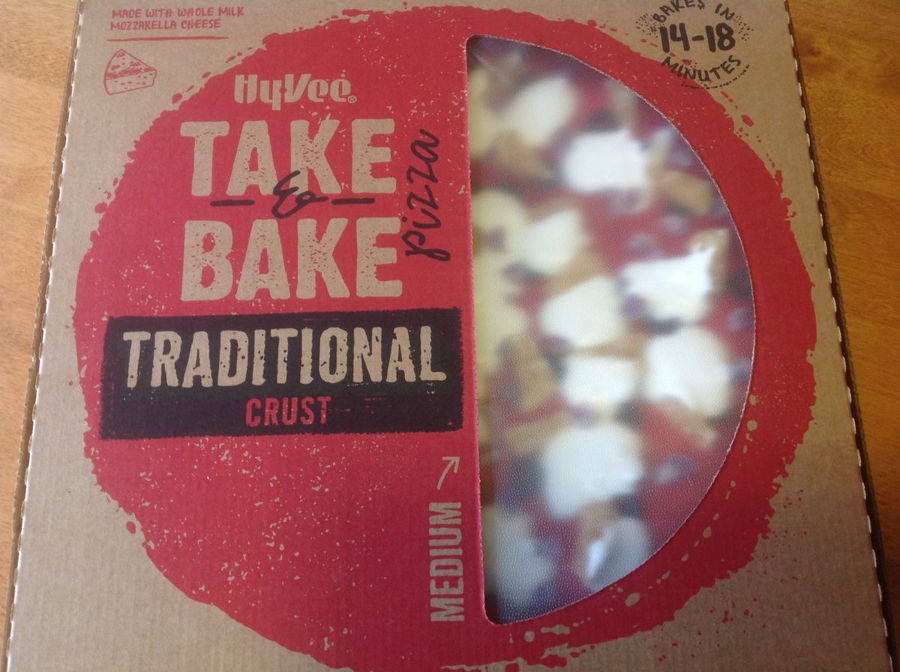 MADE WITH WHOLE MILK
MOZZARELLA CHEESE
BAKES IN
14-18
MINUTES
HyVee®
TAKE
&
BAKE
pizza
TRADITIONAL
CRUST
MEDIUM